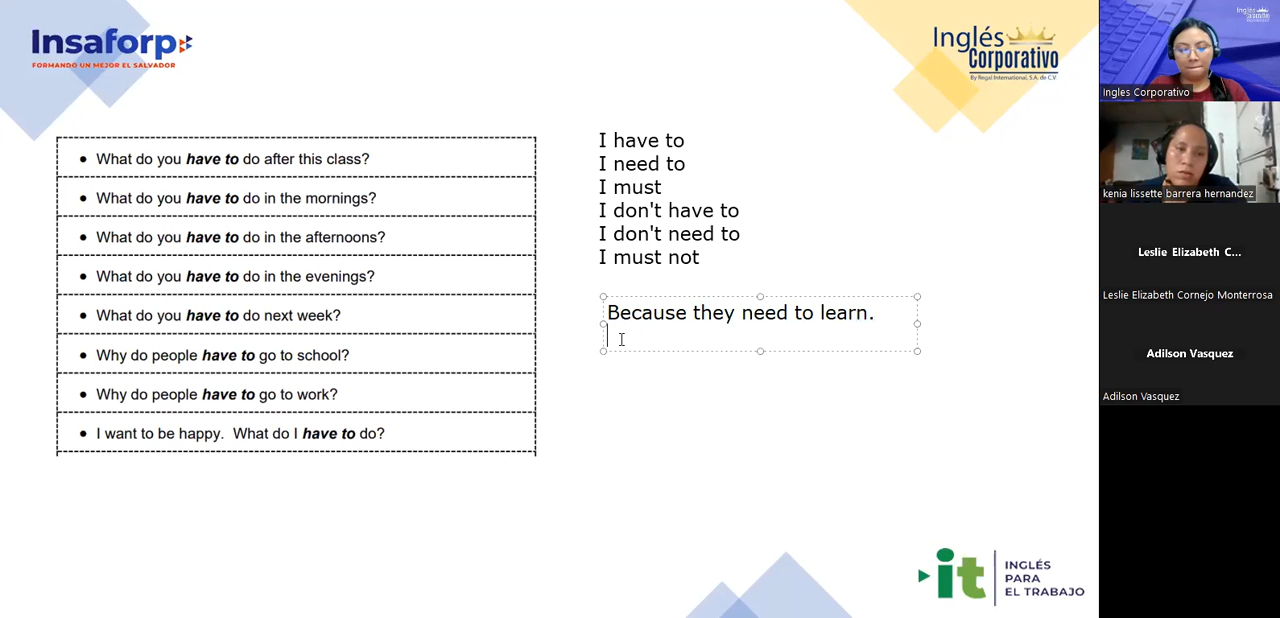 Insaforp
FORMANDO UN MEJOR EL SALVADOR
Inglés
Corporativo
By Regal International, S.A. de C.V.
• What do you have to do after this class?
• What do you have to do in the mornings?
• What do you have to do in the afternoons?
• What do you have to do in the evenings?
• What do you have to do next week?
• Why do people have to go to school?
• Why do people have to go to work?
• I want to be happy.  What do I have to do?
I have to
I need to
I must
I don't have to
I don't need to
I must not
Because they need to learn.
it
INGLÉS
PARA
EL TRABAJO
Inglés
Ingles Corporativo
kenia lissette barrera hernandez
Leslie Elizabeth C...
Leslie Elizabeth Cornejo Monterrosa
Adilson Vasquez
Adilson Vasquez